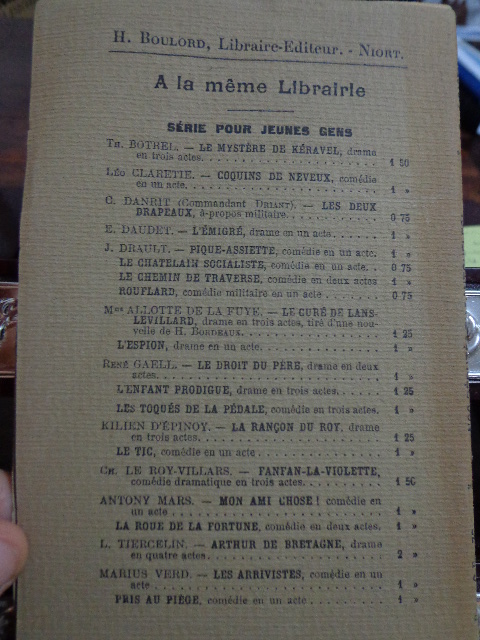 H. BOULORD, Libraire-Editeur. - NIORT.
A la même Librairie
SÉRIE POUR JEUNES GENS
TH. BOTREL. — LE MYSTÈRE DE KÉRAVEL, drame
en trois actes. . . . . . . . . . . . . . . . . . 1 50
LÉO CLARETIE. — COQUINS DE NEVEUX, comédie
en un acte. . . . . . . . . . . . . . . . . . . . 1 »
C. DANRIT (Commandant DRIANT). — LES DEUX
DRAPEAUX, à-propos militaire. . . . . . . . . . . 0 75
E. DAUDET. — L'ÉMIGRÉ, drame en un acte. . . . . . 1 »
J. DRAULT. — PIQUE-ASSIETTE, comédie en un acte. 1 »
LE CHATELAIN SOCIALISTE, comédie en un acte. . 0 75
LE CHEMIN DE TRAVERSE, comédie en deux actes 1 »
ROUFLARD, comédie militaire en un acte . . . . . 0 75
Mme ALLOTTE DE LA FUYE. — LE CURÉ DE LANS-
LEVILLARD, drame en trois actes, tiré d'une nou-
velle de H. BORDEAUX. . . . . . . . . . . . . . . 1 25
L'ESPION, drame en un acte. . . . . . . . . . . . 1 »
RENÉ GAELL. — LE DROIT DU PÈRE, drame en deux
actes. . . . . . . . . . . . . . . . . . . . . . 1 »
L'ENFANT PRODIGUE, drame en trois actes. . . . . 1 25
LES TOQUÉS DE LA PÉDALE, comédie en trois actes. 1 »
KILIEN D'ÉPINOY. — LA RANÇON DU ROY, drame
en trois actes. . . . . . . . . . . . . . . . . . 1 25
LE TIC, comédie en un acte . . . . . . . . . . . 1 »
CH. LE ROY-VILLARS. — FANFAN-LA-VIOLETTE,
comédie dramatique en trois actes. . . . . . . . 1 50
ANTONY MARS. — MON AMI CHOSE ! comédie en
un acte . . . . . . . . . . . . . . . . . . . . . 1 »
LA ROUE DE LA FORTUNE, comédie en deux actes. 1 »
L. TIERCELIN. — ARTHUR DE BRETAGNE, drame
en quatre actes. . . . . . . . . . . . . . . . . 2 »
MARIUS VERD. — LES ARRIVISTES, comédie en un
acte . . . . . . . . . . . . . . . . . . . . . . 1 »
PRIS AU PIÈGE, comédie en un acte . . . . . . . . 1 »